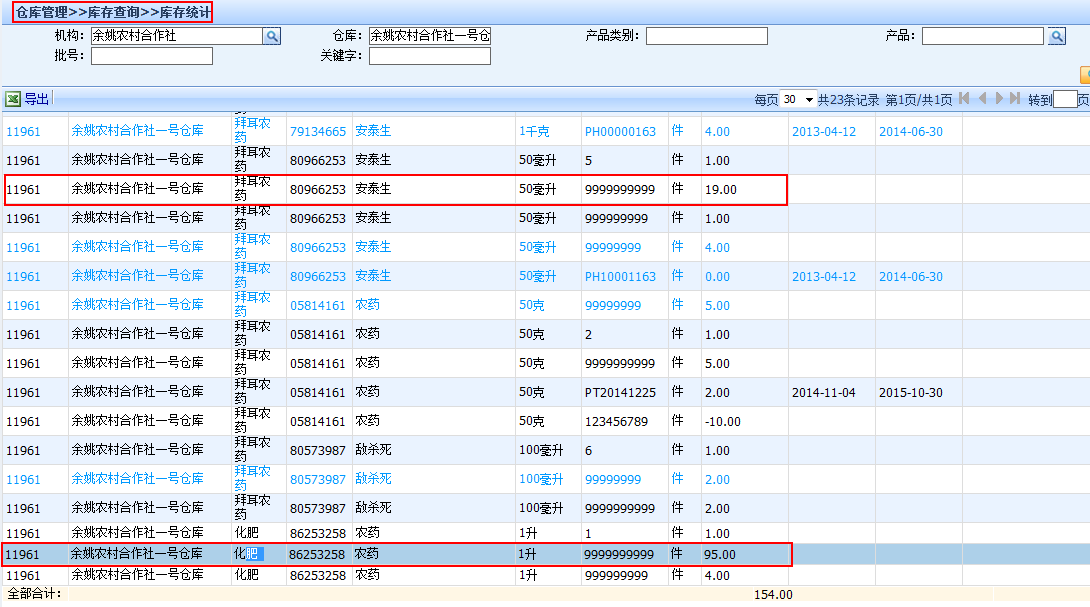 仓库管理>>库存查询>>库存统计
机构: 余姚农村合作社 仓库: 余姚农村合作社一号仓 产品类别: 产品:
批号: 关键字:
导出 每页 30 共23条记录 第1页/共1页 转到 页
11961 余姚农村合作社一号仓库 拜耳农药 79134665 安泰生 1千克 PH00000163 件 4.00 2013-04-12 2014-06-30
11961 余姚农村合作社一号仓库 拜耳农药 80966253 安泰生 50毫升 5 件 1.00
11961 余姚农村合作社一号仓库 拜耳农药 80966253 安泰生 50毫升 9999999999 件 19.00
11961 余姚农村合作社一号仓库 拜耳农药 80966253 安泰生 50毫升 999999999 件 1.00
11961 余姚农村合作社一号仓库 拜耳农药 80966253 安泰生 50毫升 99999999 件 4.00
11961 余姚农村合作社一号仓库 拜耳农药 80966253 安泰生 50毫升 PH10001163 件 0.00 2013-04-12 2014-06-30
11961 余姚农村合作社一号仓库 拜耳农药 05814161 农药 50克 99999999 件 5.00
11961 余姚农村合作社一号仓库 拜耳农药 05814161 农药 50克 2 件 1.00
11961 余姚农村合作社一号仓库 拜耳农药 05814161 农药 50克 9999999999 件 5.00
11961 余姚农村合作社一号仓库 拜耳农药 05814161 农药 50克 PT20141225 件 2.00 2014-11-04 2015-10-30
11961 余姚农村合作社一号仓库 拜耳农药 05814161 农药 50克 123456789 件 -10.00
11961 余姚农村合作社一号仓库 拜耳农药 80573987 敌杀死 100毫升 6 件 1.00
11961 余姚农村合作社一号仓库 拜耳农药 80573987 敌杀死 100毫升 99999999 件 2.00
11961 余姚农村合作社一号仓库 拜耳农药 80573987 敌杀死 100毫升 9999999999 件 2.00
11961 余姚农村合作社一号仓库 化肥 86253258 农药 1升 1 件 1.00
11961 余姚农村合作社一号仓库 化肥 86253258 农药 1升 9999999999 件 95.00
11961 余姚农村合作社一号仓库 化肥 86253258 农药 1升 999999999 件 4.00
全部合计: 154.00